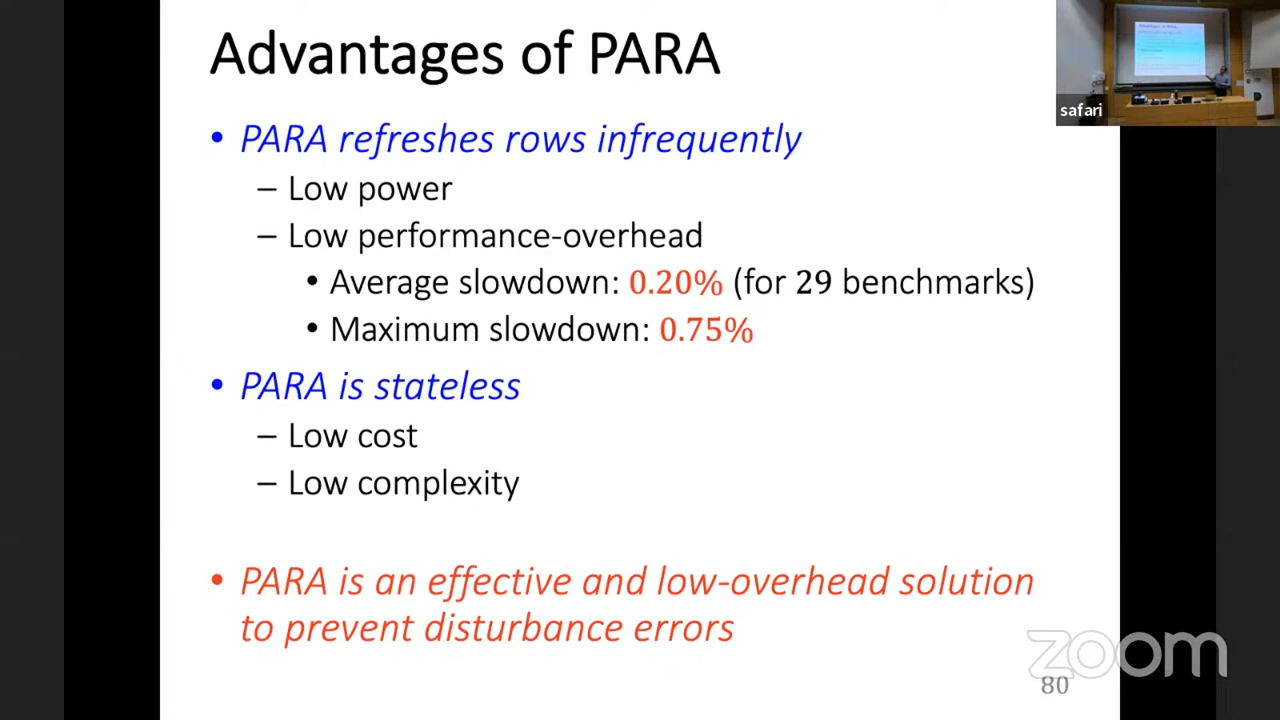 Advantages of PARA
• PARA refreshes rows infrequently
– Low power
– Low performance-overhead
• Average slowdown: 0.20% (for 29 benchmarks)
• Maximum slowdown: 0.75%
• PARA is stateless
– Low cost
– Low complexity
• PARA is an effective and low-overhead solution
to prevent disturbance errors
safari
zoom
80